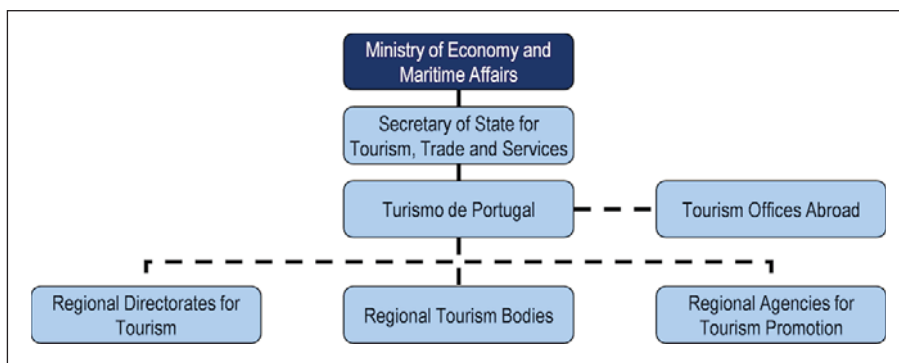 Ministry of Economy and
Maritime Affairs
Secretary of State for
Tourism, Trade and Services
Turismo de Portugal
Tourism Offices Abroad
Regional Directorates for
Tourism
Regional Tourism Bodies
Regional Agencies for
Tourism Promotion